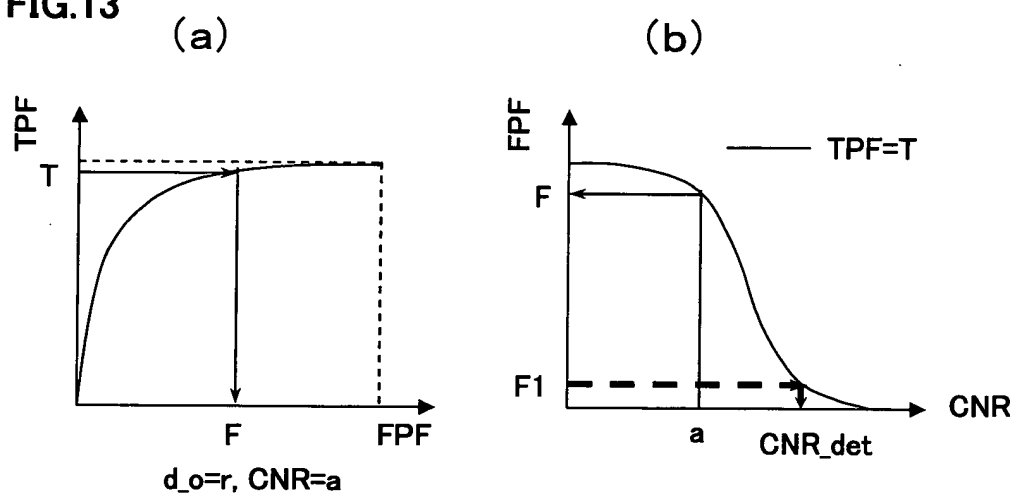 FIG.13
(a)
TPF
T
F
FPF
d_o=r, CNR=a
(b)
FPF
TPF=T
F
F1
a
CNR_det
CNR